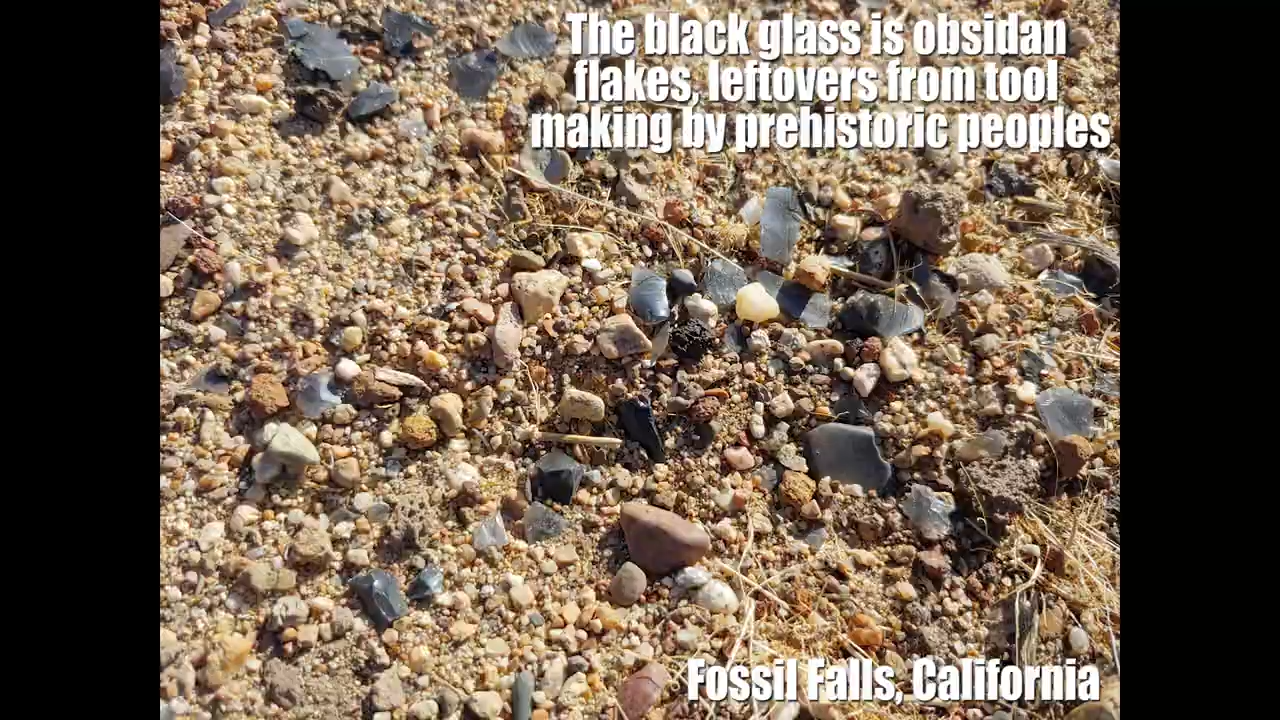 The black glass is obsidan
flakes, leftovers from tool
making by prehistoric peoples
Fossil Falls, California